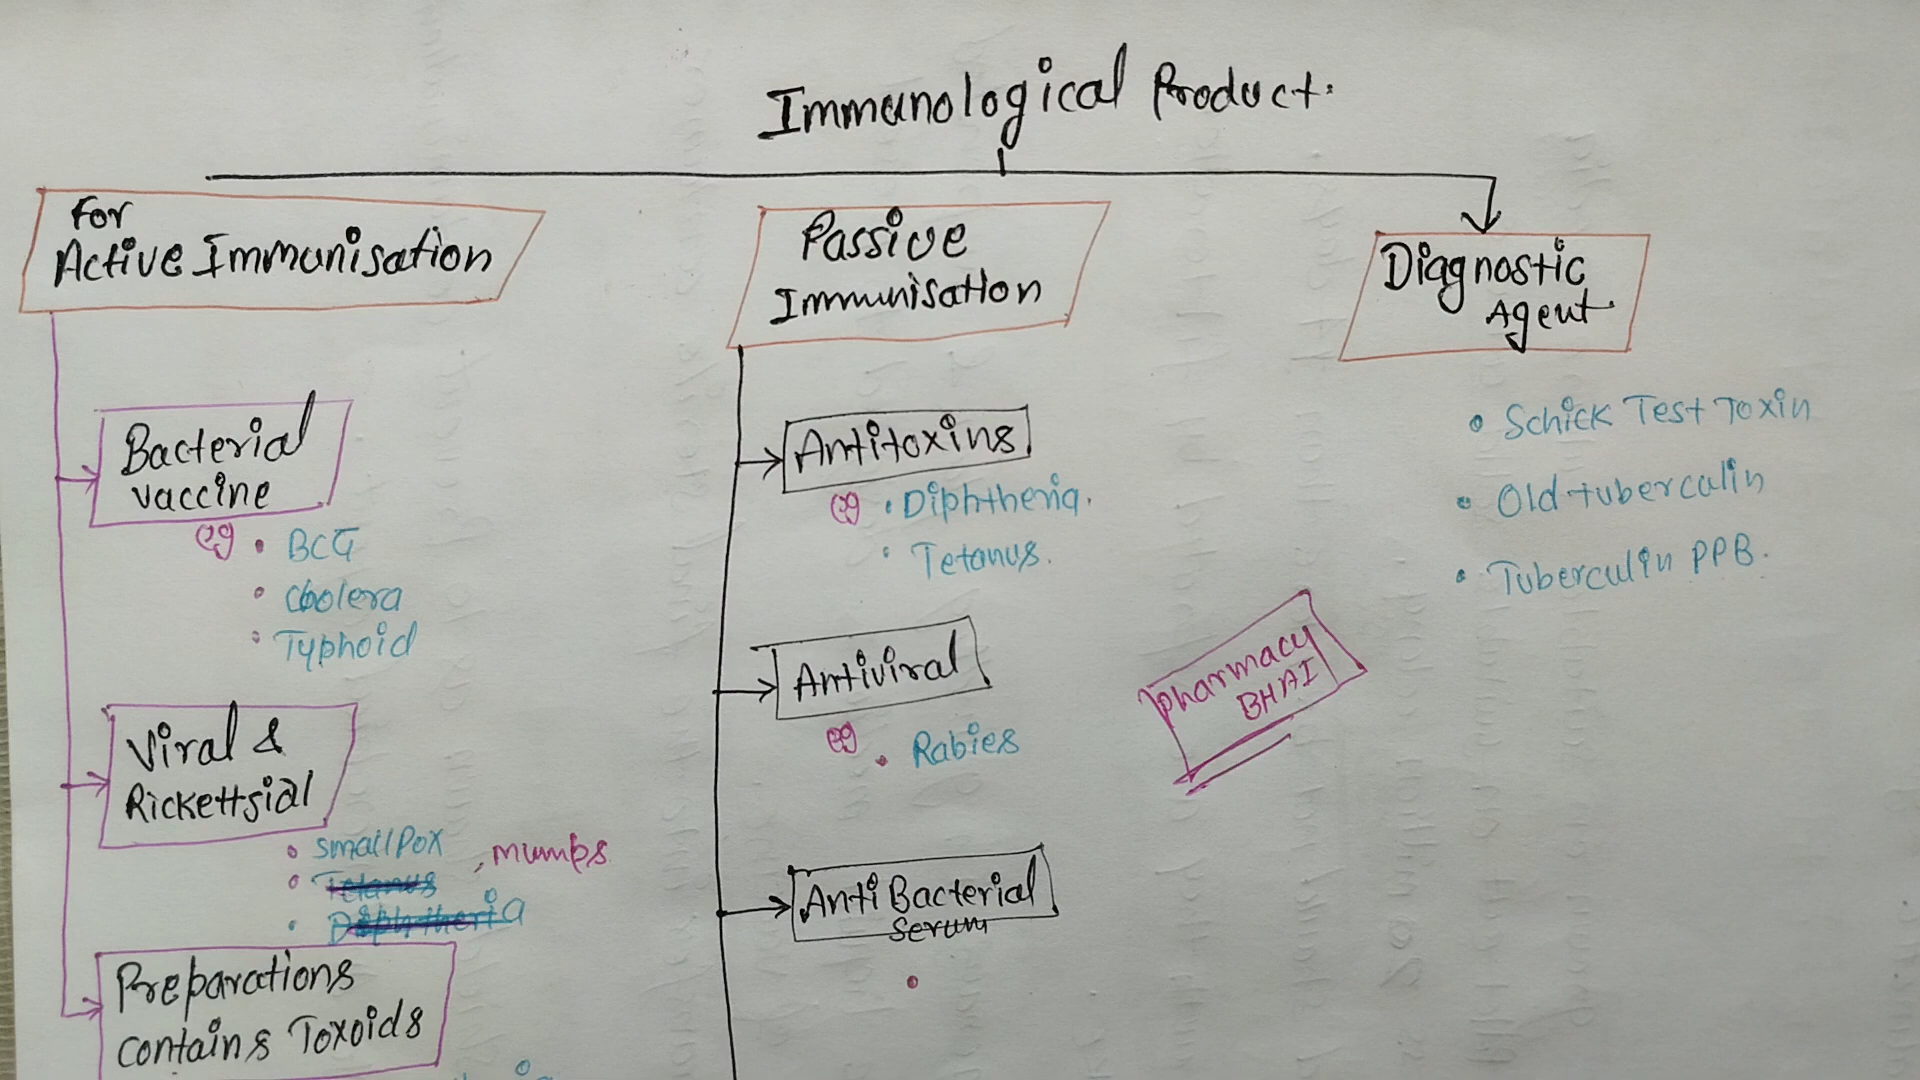 Immunological Product.
For
Active Immunisation
Bacterial
vaccine
eg • BCG
• Cholera
• Typhoid
Viral &
Rickettsial
• smallPox , mumps
• Tetanus
• Diphtheria
Preparations
contains Toxoids
Passive
Immunisation
Antitoxins
eg • Diphtheria.
• Tetanus.
Antiviral
eg • Rabies
Anti Bacterial
Serum
•
Diagnostic
Agent
• Schick Test Toxin
• Old tuberculin
• Tuberculin PPB.
pharmacy
BHAI